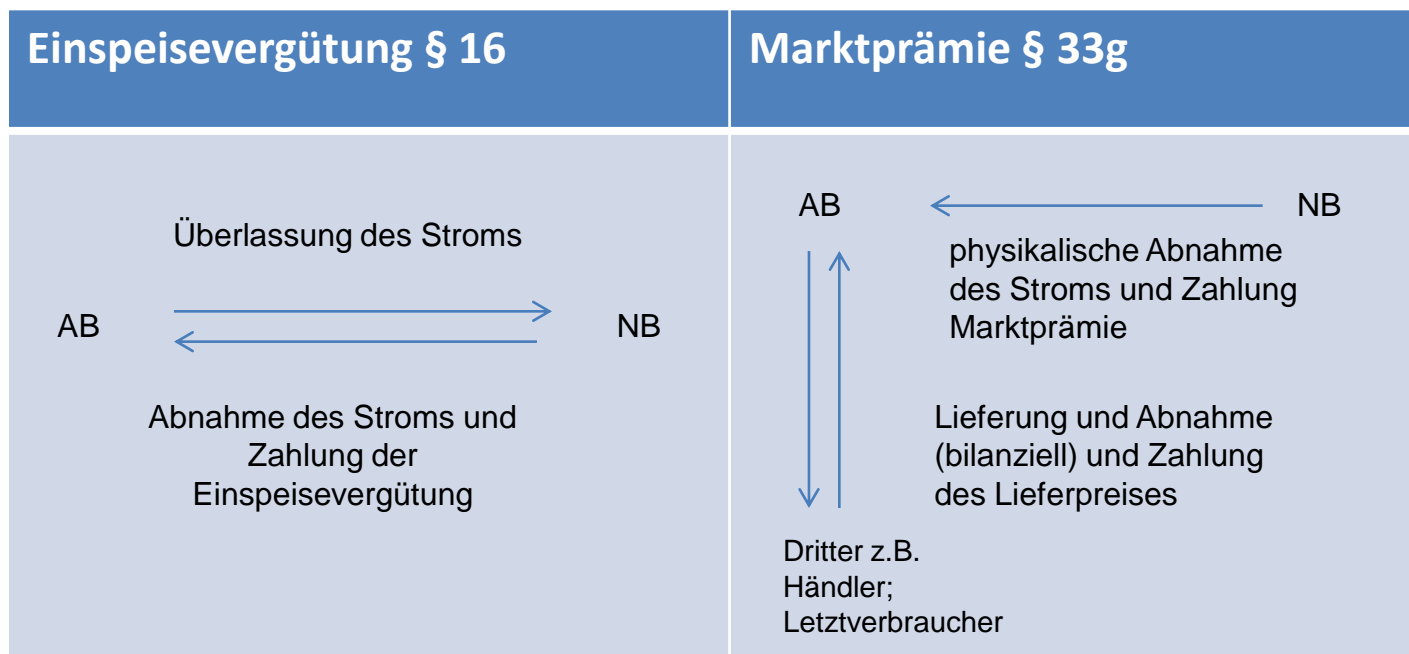 Einspeisevergütung § 16
Überlassung des Stroms
AB
NB
Abnahme des Stroms und
Zahlung der
Einspeisevergütung
Marktprämie § 33g
AB
NB
physikalische Abnahme
des Stroms und Zahlung
Marktprämie
Lieferung und Abnahme
(bilanziell) und Zahlung
des Lieferpreises
Dritter z.B.
Händler;
Letztverbraucher